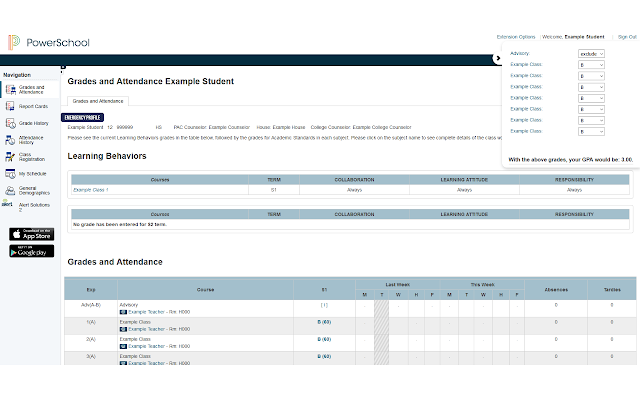 PowerSchool
Extension Options
Welcome, Example Student
Sign Out
Navigation
Grades and Attendance
Report Cards
Grade History
Attendance History
Class Registration
My Schedule
General Demographics
alert
Alert Solutions 2
Download on the App Store
GET IT ON Google play
Grades and Attendance Example Student
Grades and Attendance
EMERGENCY PROFILE
Example Student 12 999999 HS PAC Counselor Example Counselor House: Example House College Counselor Example College Counselor
Please see the current Learning Behaviors grades in the table below, followed by the grades for Academic Standards in each subject. Please click on the subject name to see complete details of the class
Advisory: exclude
Example Class: B
Example Class: B
Example Class: B
Example Class: B
Example Class: B
Example Class: B
Example Class: B
With the above grades, your GPA would be: 3.00.
Learning Behaviors
Courses TERM COLLABORATION LEARNING ATTITUDE RESPONSIBILITY
Example Class 1 S1 Always Always Always
Courses TERM COLLABORATION LEARNING ATTITUDE RESPONSIBILITY
No grade has been entered for S2 term.
Grades and Attendance
Exp Course S1 Last Week This Week Absences Tardies
M T W H F M T W H F
Adv(A-B) Advisory [ i ] 0 0
Example Teacher - Rm: H000
1(A) Example Class B (60) 0 0
Example Teacher - Rm: H000
2(A) Example Class B (60) 0 0
Example Teacher - Rm: H000
3(A) Example Class B (60) 0 0
Example Teacher - Rm: H000